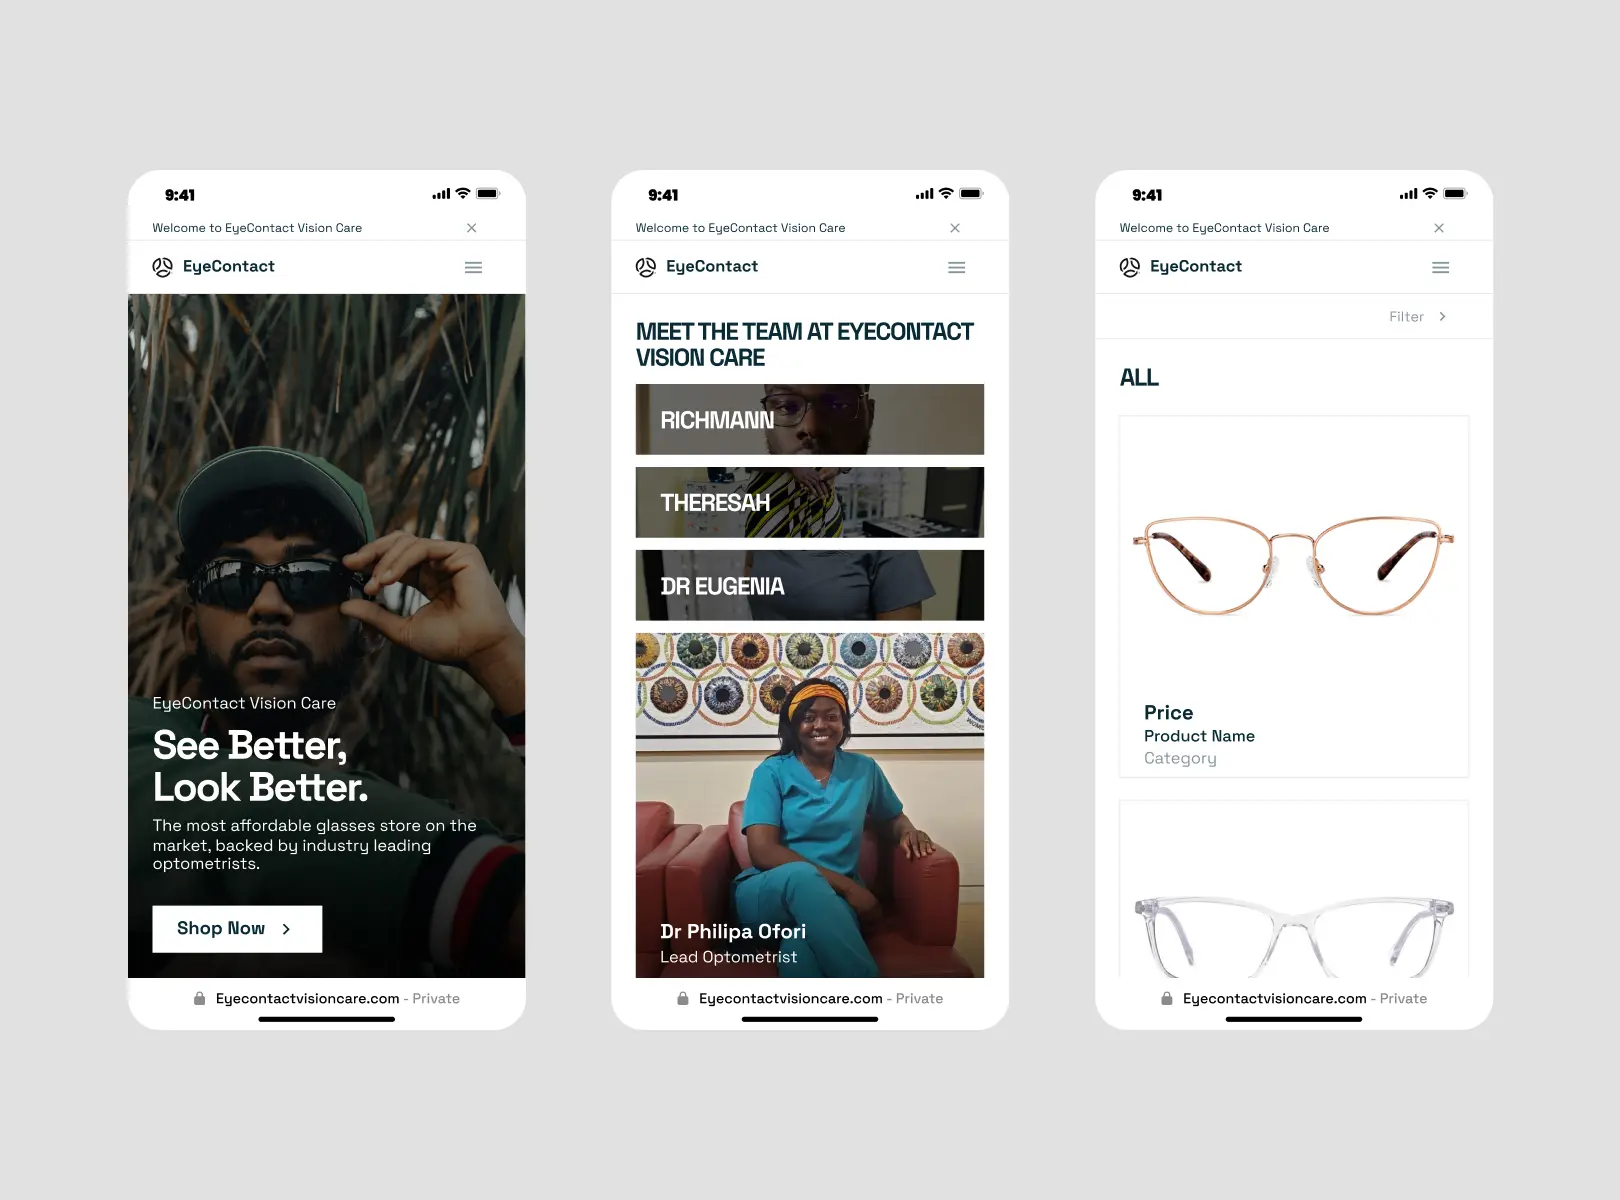 9:41
Welcome to EyeContact Vision Care
EyeContact
EyeContact Vision Care
See Better,
Look Better.
The most affordable glasses store on the
market, backed by industry leading
optometrists.
Shop Now
Eyecontactvisioncare.com - Private
9:41
Welcome to EyeContact Vision Care
EyeContact
MEET THE TEAM AT EYECONTACT
VISION CARE
RICHMANN
THERESAH
DR EUGENIA
Dr Philipa Ofori
Lead Optometrist
Eyecontactvisioncare.com - Private
9:41
Welcome to EyeContact Vision Care
EyeContact
Filter
ALL
Price
Product Name
Category
Eyecontactvisioncare.com - Private